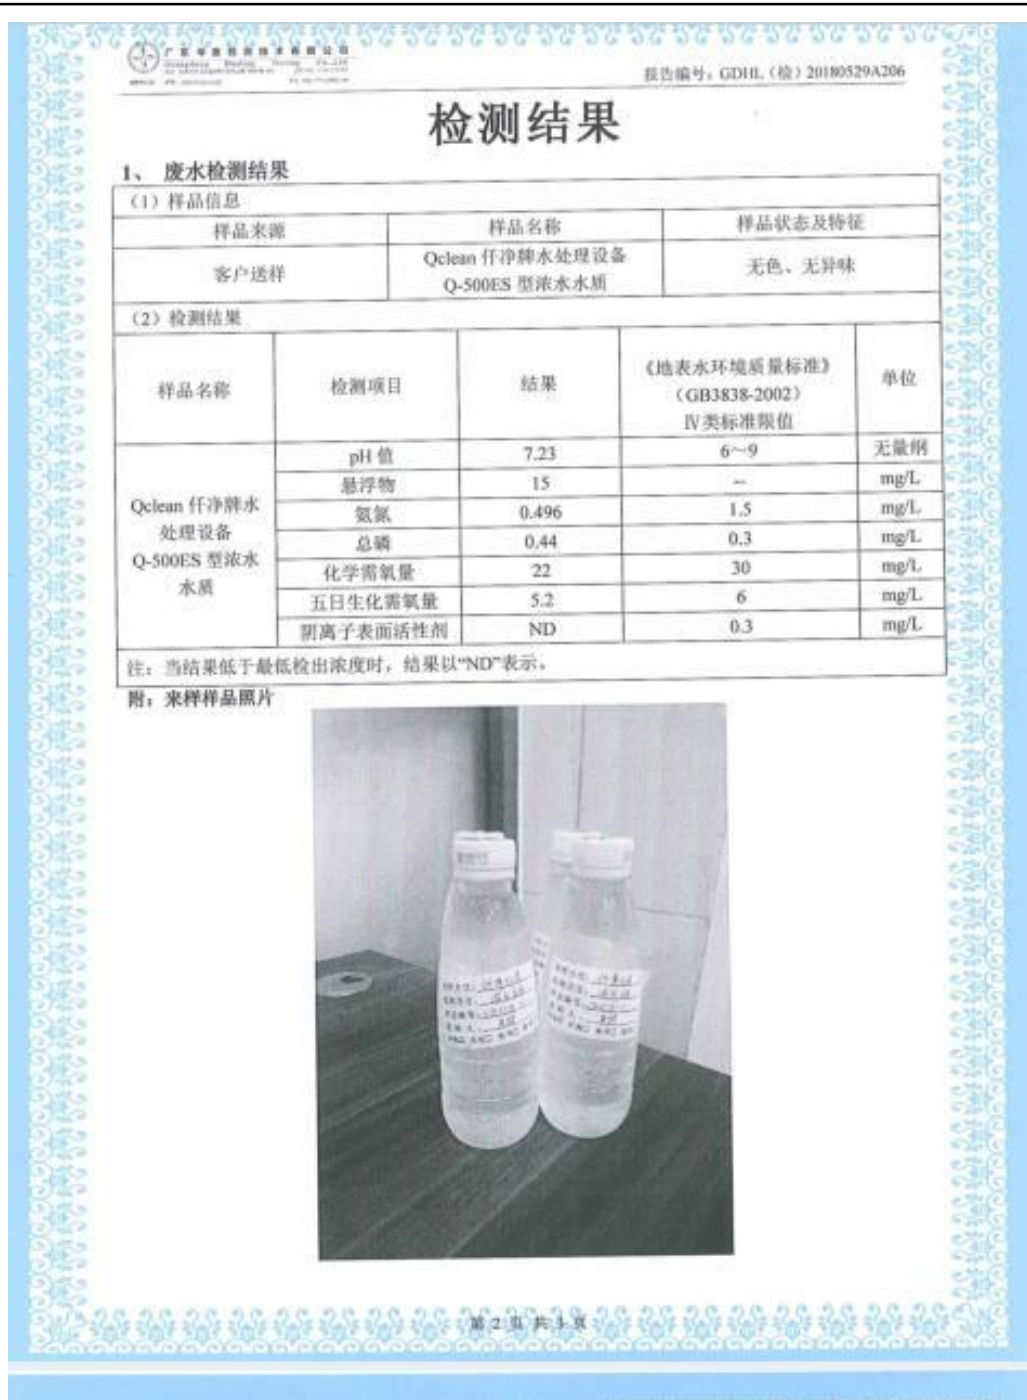 报告编号：GDHL（检）20180529A206
检测结果
1、 废水检测结果
（1）样品信息
样品来源 样品名称 样品状态及特征
客户送样 Qclean 仟净牌水处理设备 无色、无异味
Q-500ES 型浓水水质
（2）检测结果
样品名称 检测项目 结果 《地表水环境质量标准》 单位
（GB3838-2002）
Ⅳ类标准限值
Qclean 仟净牌水
处理设备
Q-500ES 型浓水
水质
pH 值 7.23 6～9 无量纲
悬浮物 15 -- mg/L
氨氮 0.496 1.5 mg/L
总磷 0.44 0.3 mg/L
化学需氧量 22 30 mg/L
五日生化需氧量 5.2 6 mg/L
阴离子表面活性剂 ND 0.3 mg/L
注：当结果低于最低检出浓度时，结果以“ND”表示。
附：来样样品照片
第 2 页 共 3 页